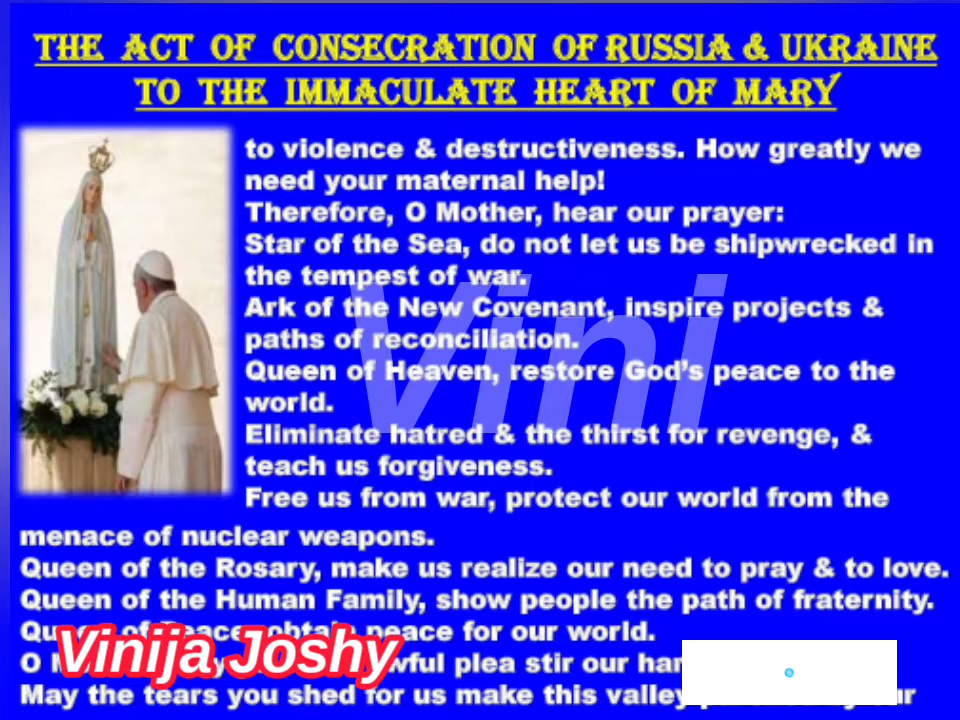 THE ACT OF CONSECRATION OF RUSSIA & UKRAINE
TO THE IMMACULATE HEART OF MARY
to violence & destructiveness. How greatly we
need your maternal help!
Therefore, O Mother, hear our prayer:
Star of the Sea, do not let us be shipwrecked in
the tempest of war.
Ark of the New Covenant, inspire projects &
paths of reconciliation.
Queen of Heaven, restore God's peace to the
world.
Eliminate hatred & the thirst for revenge, &
teach us forgiveness.
Free us from war, protect our world from the
menace of nuclear weapons.
Queen of the Rosary, make us realize our need to pray & to love.
Queen of the Human Family, show people the path of fraternity.
peace for our world.
O plea stir our
May the tears you shed for us make this valley
Vini
Vinija Joshy